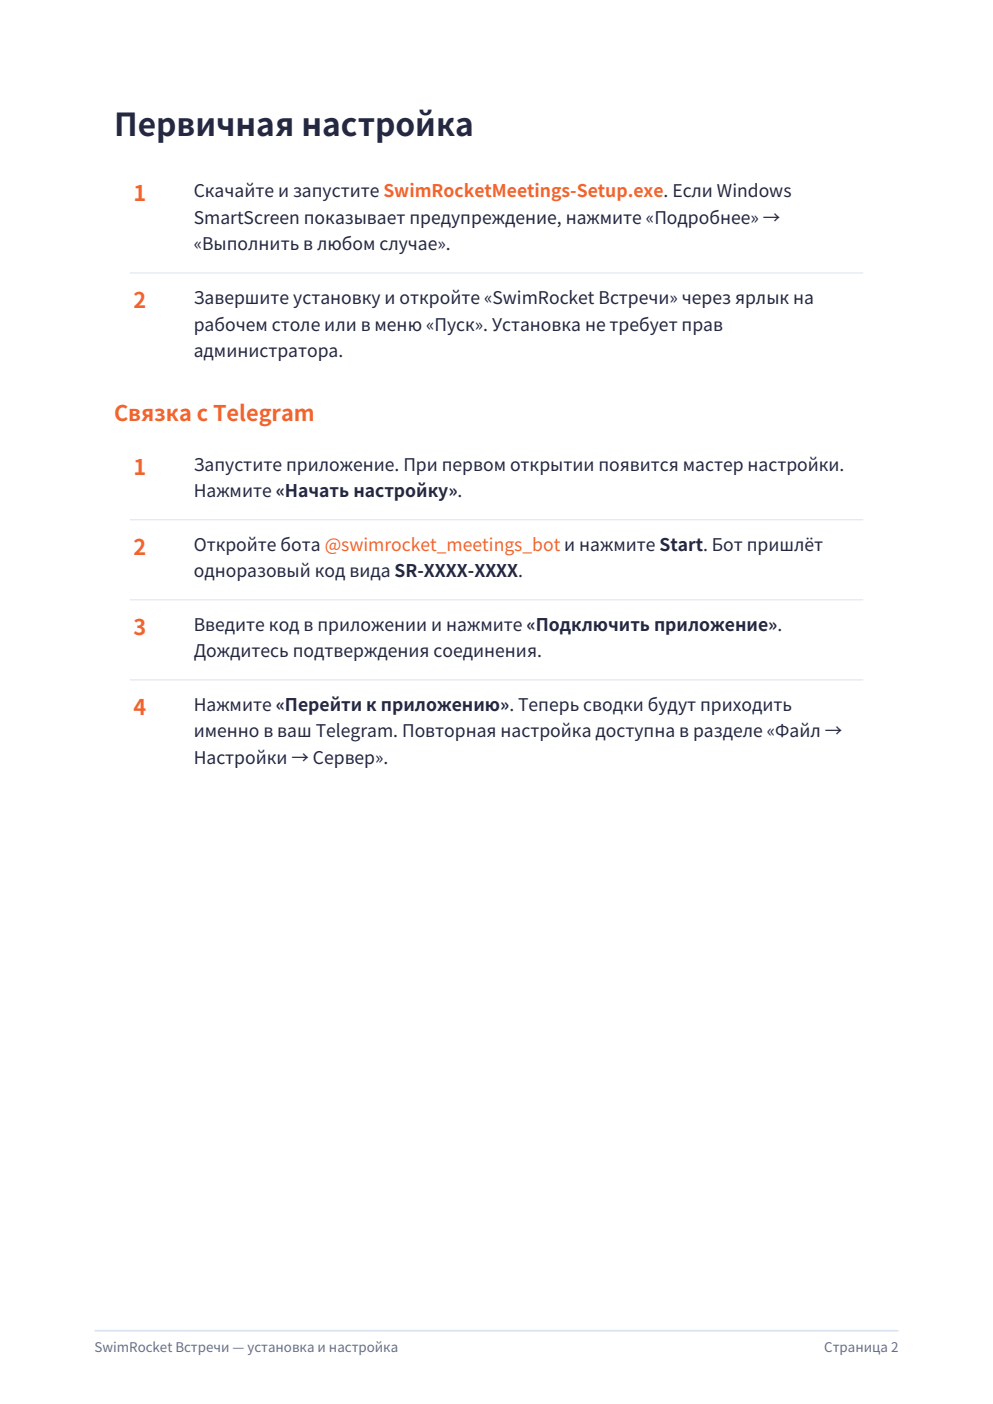 Первичная настройка
1 Скачайте и запустите SwimRocketMeetings-Setup.exe. Если Windows
SmartScreen показывает предупреждение, нажмите «Подробнее» →
«Выполнить в любом случае».
2 Завершите установку и откройте «SwimRocket Встречи» через ярлык на
рабочем столе или в меню «Пуск». Установка не требует прав
администратора.
Связка с Telegram
1 Запустите приложение. При первом открытии появится мастер настройки.
Нажмите «Начать настройку».
2 Откройте бота @swimrocket_meetings_bot и нажмите Start. Бот пришлёт
одноразовый код вида SR-XXXX-XXXX.
3 Введите код в приложении и нажмите «Подключить приложение».
Дождитесь подтверждения соединения.
4 Нажмите «Перейти к приложению». Теперь сводки будут приходить
именно в ваш Telegram. Повторная настройка доступна в разделе «Файл →
Настройки → Сервер».
SwimRocket Встречи — установка и настройка Страница 2